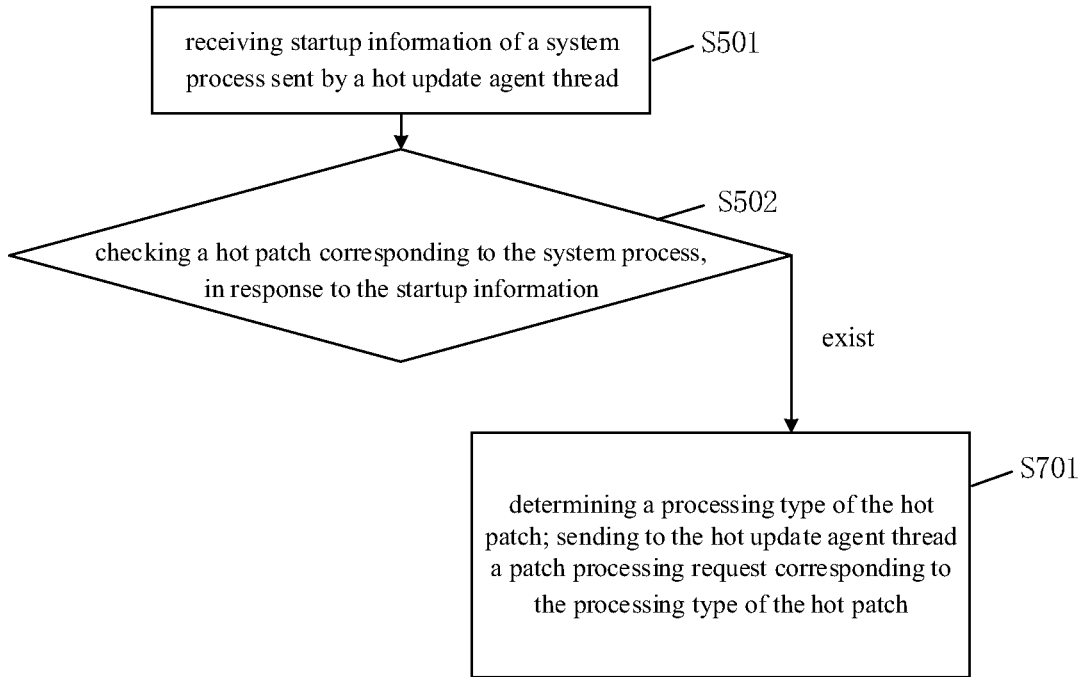 receiving startup information of a system
process sent by a hot update agent thread
S501
S502
checking a hot patch corresponding to the system process,
in response to the startup information
exist
S701
determining a processing type of the hot
patch; sending to the hot update agent thread
a patch processing request corresponding to
the processing type of the hot patch